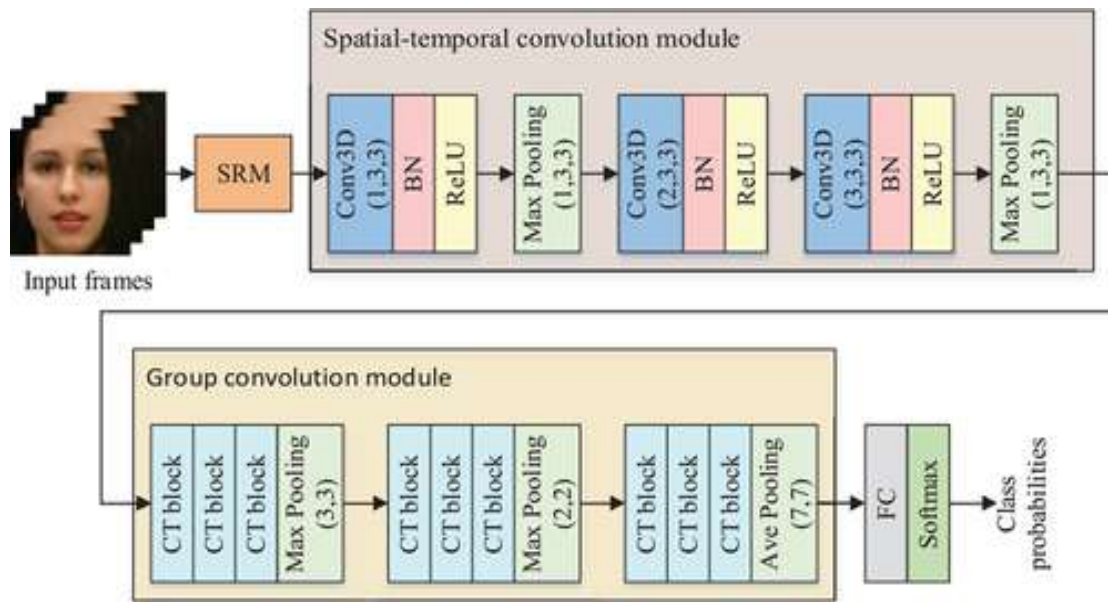 Spatial-temporal convolution module
Input frames
SRM
Conv3D
(1,3,3)
BN
ReLU
Max Pooling
(1,3,3)
Conv3D
(2,3,3)
BN
ReLU
Conv3D
(3,3,3)
BN
ReLU
Max Pooling
(1,3,3)
Group convolution module
CT block
CT block
CT block
Max Pooling
(3,3)
CT block
CT block
CT block
Max Pooling
(2,2)
CT block
CT block
CT block
Ave Pooling
(7,7)
FC
Softmax
Class
probabilities